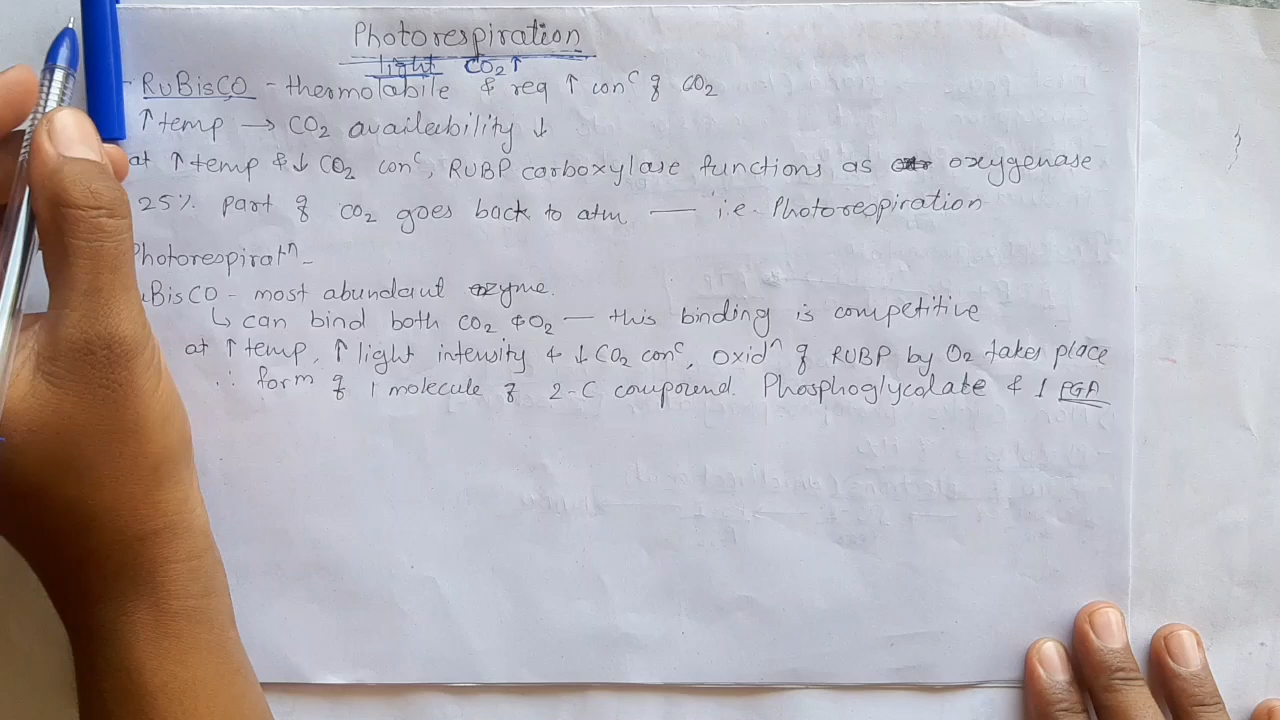 Photorespiration
light CO₂ ↑
- RuBisCO - thermolabile & req ↑ conᶜ of CO₂
↑ temp → CO₂ availability ↓
at ↑ temp & ↓ CO₂ conᶜ, RUBP carboxylase functions as oxygenase
25% part of CO₂ goes back to atm — i.e. Photorespiration
Photorespiratⁿ -
uBisCO - most abundant enzyme.
↳ can bind both CO₂ & O₂ — this binding is competitive
at ↑ temp, ↑ light intensity & ↓ CO₂ conᶜ, oxidⁿ of RUBP by O₂ takes place
∴ form of 1 molecule of 2-C compound. Phosphoglycolate & 1 PGA